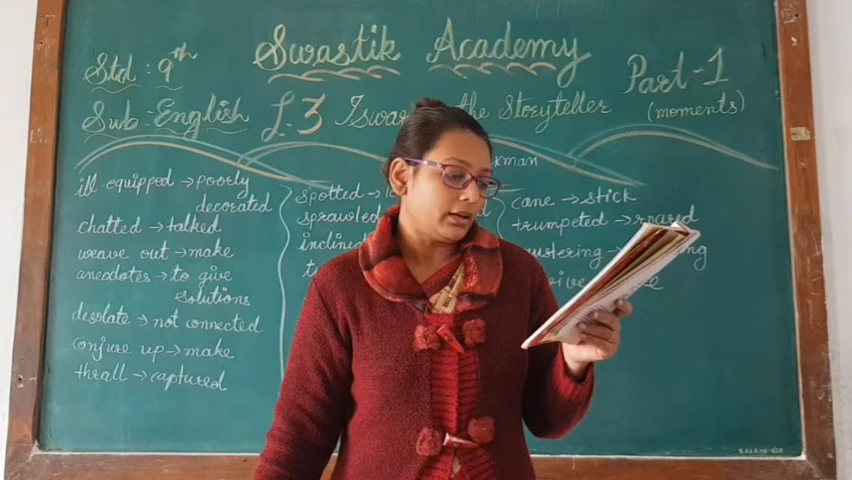 Swastik Academy
Std : 9th
Part-1
Sub - English
L-3 Iswar the Storyteller
(moments)
ill-equipped → poorly
decorated
chatted → talked
weave out → make
anecdotes → to give
solutions
desolate → not connected
conjure up → make
thrall → captured
spotted →
sprawled
inclined
cane → stick
trumpeted → roared